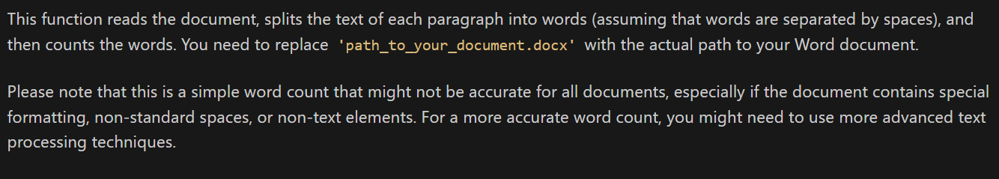 This function reads the document, splits the text of each paragraph into words (assuming that words are separated by spaces), and
then counts the words. You need to replace 'path_to_your_document.docx' with the actual path to your Word document.
Please note that this is a simple word count that might not be accurate for all documents, especially if the document contains special
formatting, non-standard spaces, or non-text elements. For a more accurate word count, you might need to use more advanced text
processing techniques.